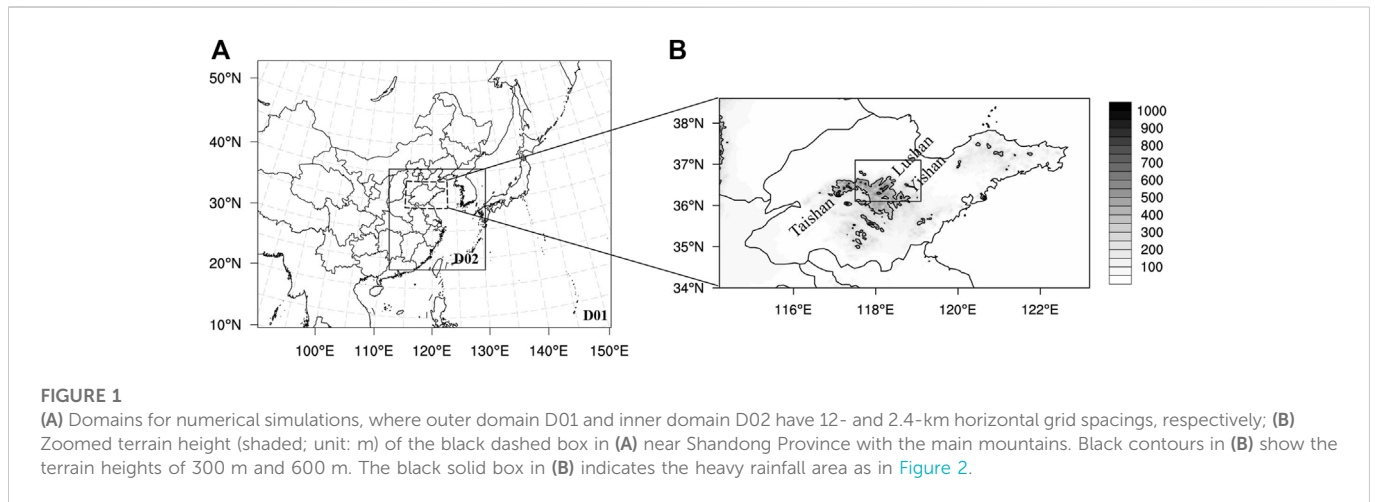 A
B
50°N
40°N
30°N
20°N
10°N
100°E 110°E 120°E 130°E 140°E 150°E
D02
D01
38°N
37°N
36°N
35°N
34°N
116°E 118°E 120°E 122°E
Taishan
Lushan
Yishan
1000
900
800
700
600
500
400
300
200
100
FIGURE 1
(A) Domains for numerical simulations, where outer domain D01 and inner domain D02 have 12- and 2.4-km horizontal grid spacings, respectively; (B)
Zoomed terrain height (shaded; unit: m) of the black dashed box in (A) near Shandong Province with the main mountains. Black contours in (B) show the
terrain heights of 300 m and 600 m. The black solid box in (B) indicates the heavy rainfall area as in Figure 2.